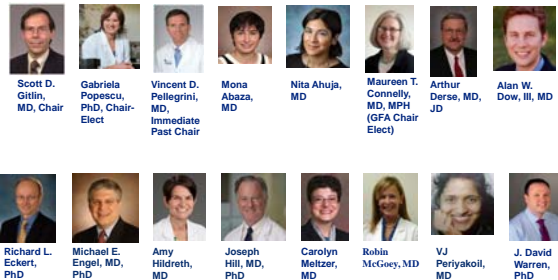 Scott D.
Gitlin,
MD, Chair
Gabriela
Popescu,
PhD, Chair-
Elect
Vincent D.
Pellegrini,
MD,
Immediate
Past Chair
Mona
Abaza,
MD
Nita Ahuja,
MD
Maureen T.
Connelly,
MD, MPH
(GFA Chair
Elect)
Arthur
Derse, MD,
JD
Alan W.
Dow, III, MD
Richard L.
Eckert,
PhD
Michael E.
Engel, MD,
PhD
Amy
Hildreth,
MD
Joseph
Hill, MD,
PhD
Carolyn
Meltzer,
MD
Robin
McGoey, MD
VJ
Periyakoil,
MD
J. David
Warren,
PhD